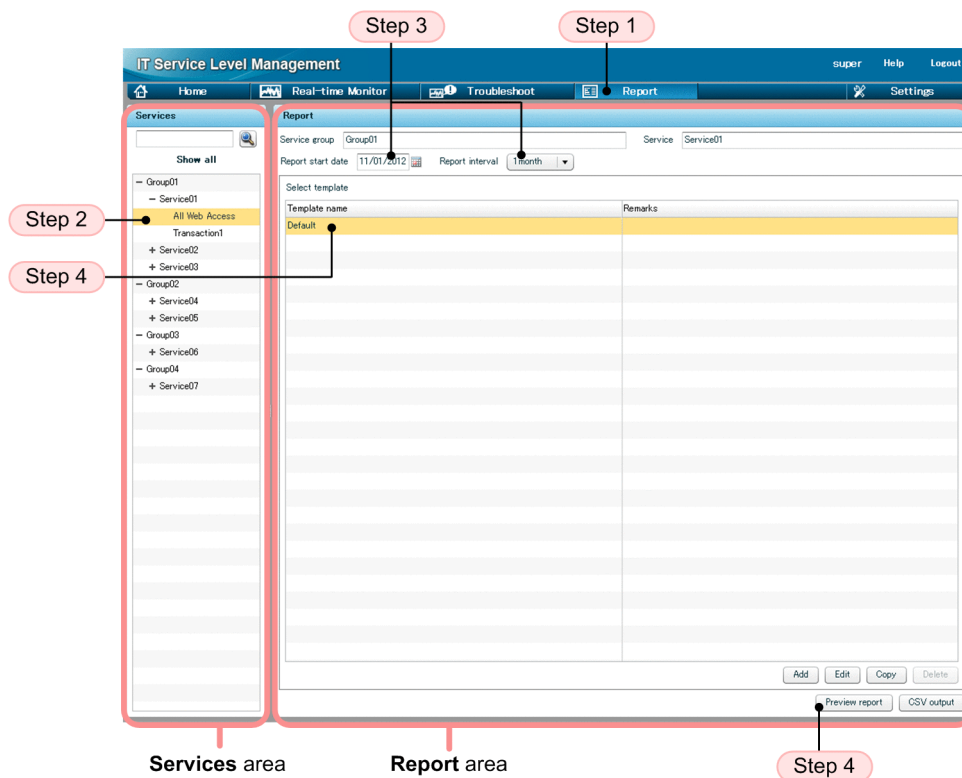 Step 3
Step 1
IT Service Level Management
super Help Logout
Home Real-time Monitor Troubleshoot Report Settings
Services
Show all
− Group01
− Service01
All Web Access
Transaction1
+ Service02
+ Service03
− Group02
+ Service04
+ Service05
− Group03
+ Service06
− Group04
+ Service07
Step 2
Step 4
Report
Service group Group01 Service Service01
Report start date 11/01/2012 Report interval 1month
Select template
Template name Remarks
Default
Add Edit Copy Delete
Preview report CSV output
Services area
Report area
Step 4